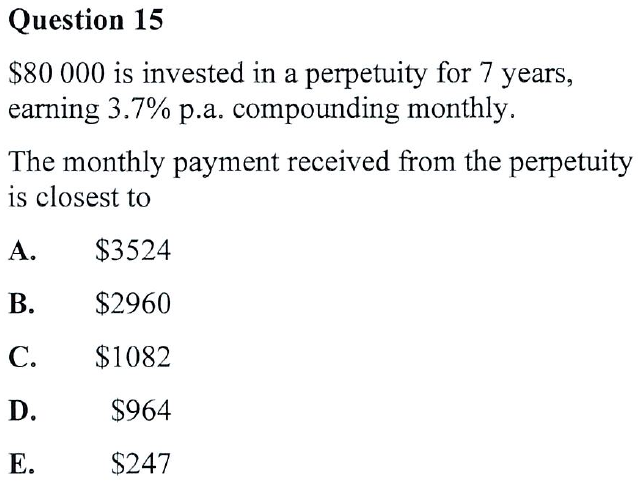 Question 15
$80 000 is invested in a perpetuity for 7 years,
earning 3.7% p.a. compounding monthly.
The monthly payment received from the perpetuity
is closest to
A. $3524
B. $2960
C. $1082
D. $964
E. $247